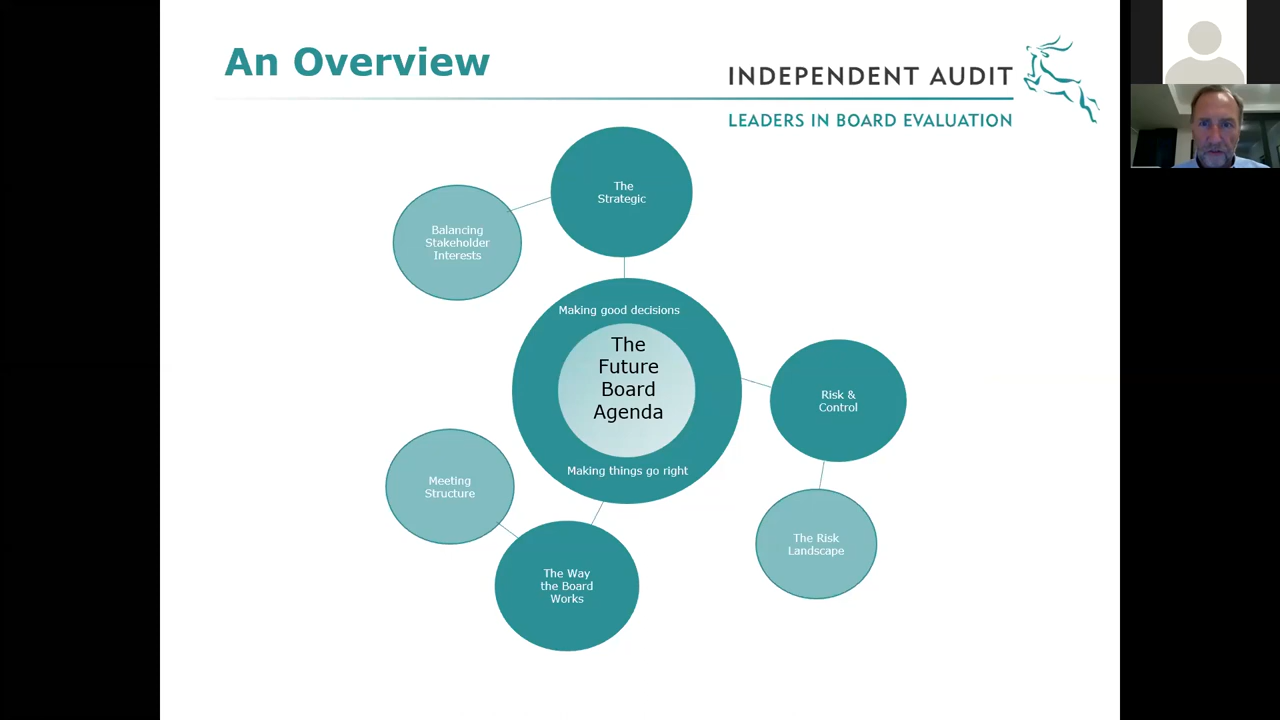 An Overview
INDEPENDENT AUDIT
LEADERS IN BOARD EVALUATION
The
Strategic
Balancing
Stakeholder
Interests
Making good decisions
The
Future
Board
Agenda
Making things go right
Risk &
Control
The Risk
Landscape
Meeting
Structure
The Way
the Board
Works